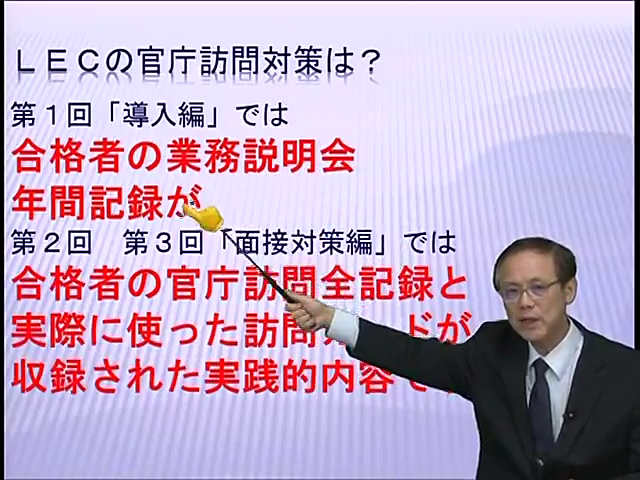 ＬＥＣの官庁訪問対策は？
第１回「導入編」では
合格者の業務説明会
年間記録が
第２回　第３回「面接対策編」では
合格者の官庁訪問全記録と
実際に使った訪問 ドが
収録された実践的内容で